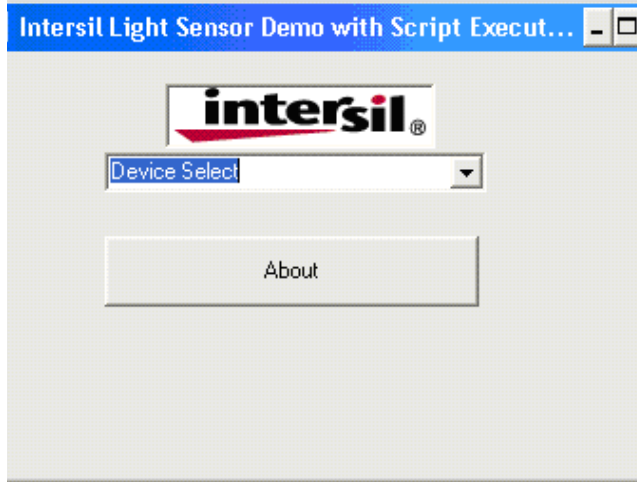 Intersil Light Sensor Demo with Script Execut...
intersil®
Device Select
About